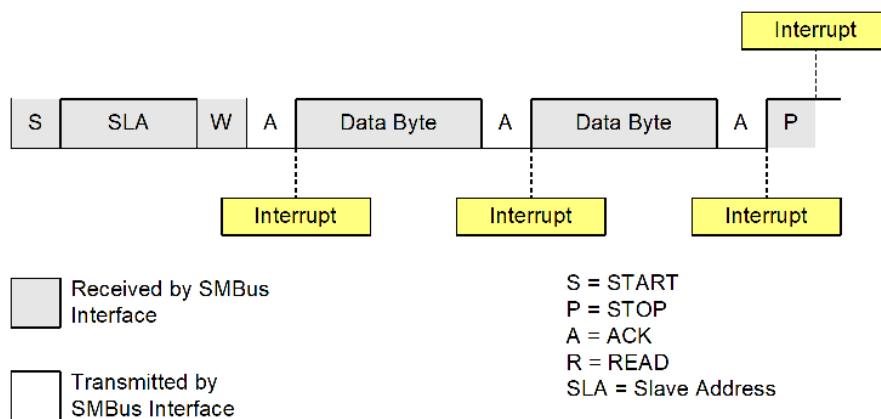 Interrupt
S SLA W A Data Byte A Data Byte A P
Interrupt Interrupt Interrupt
Received by SMBus
Interface
Transmitted by
SMBus Interface
S = START
P = STOP
A = ACK
R = READ
SLA = Slave Address